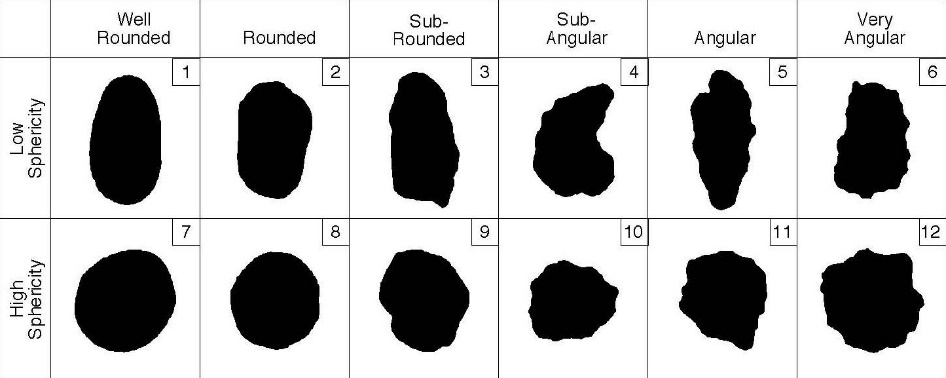 Well
Rounded
Rounded
Sub-
Rounded
Sub-
Angular
Angular
Very
Angular
Low
Sphericity
1
2
3
4
5
6
High
Sphericity
7
8
9
10
11
12